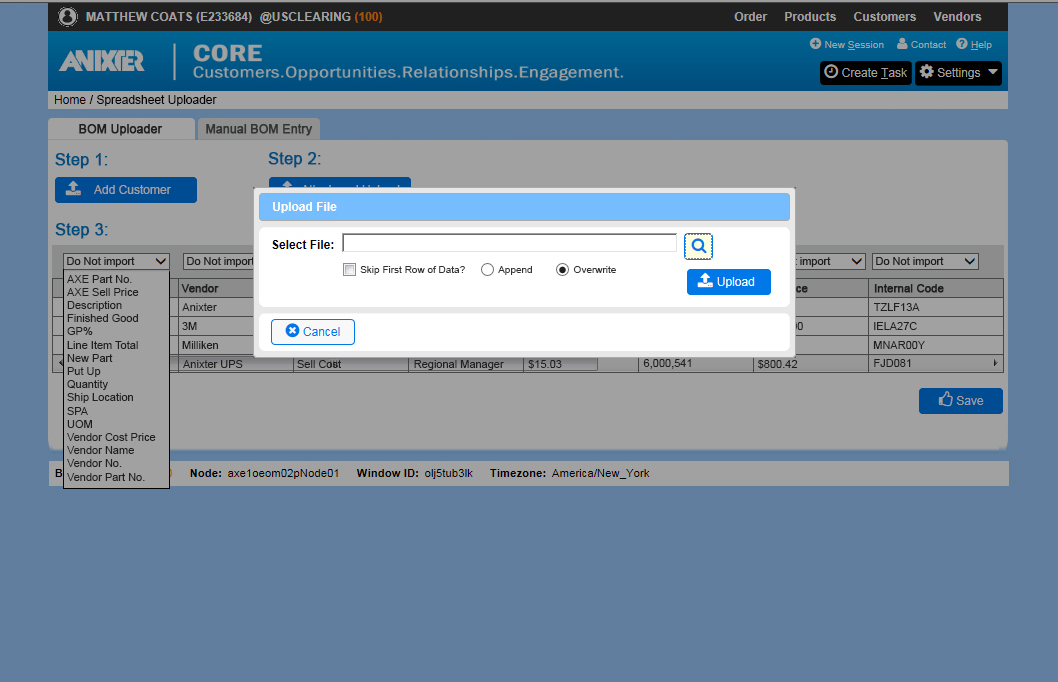 MATTHEW COATS (E233684) @USCLEARING (100) Order Products Customers Vendors
New Session Contact Help
ANIXTER CORE
Customers.Opportunities.Relationships.Engagement.
Create Task Settings
Home / Spreadsheet Uploader
BOM Uploader Manual BOM Entry
Step 1: Step 2:
Add Customer
Upload File
Select File:
Skip First Row of Data? Append Overwrite
Upload
Cancel
Step 3:
Do Not import Do Not import import Do Not import
AXE Part No.
AXE Sell Price
Description
Finished Good
GP%
Line Item Total
New Part
Put Up
Quantity
Ship Location
SPA
UOM
Vendor Cost Price
Vendor Name
Vendor No.
Vendor Part No.
Vendor Internal Code
Anixter TZLF13A
3M IELA27C
Milliken MNAR00Y
Anixter UPS Sell Cost Regional Manager $15.03 6,000,541 $800.42 FJD081
Save
Node: axe1oeom02pNode01 Window ID: olj5tub3lk Timezone: America/New_York